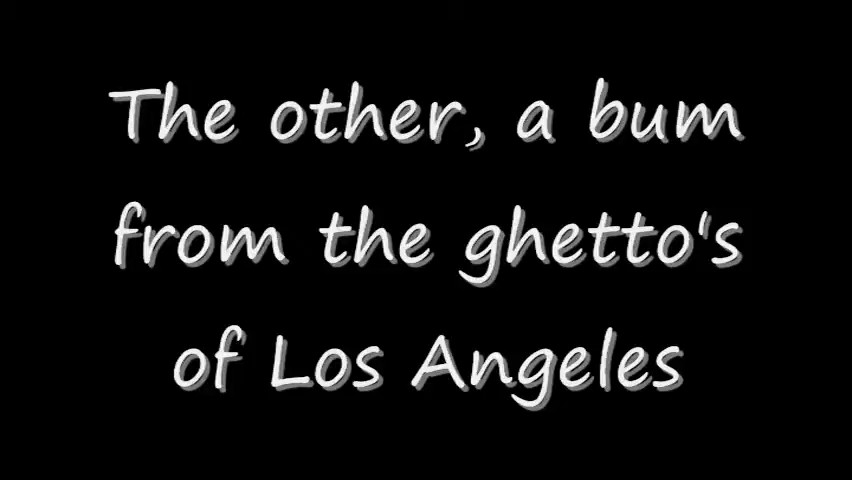 The other, a bum
from the ghetto's
of Los Angeles